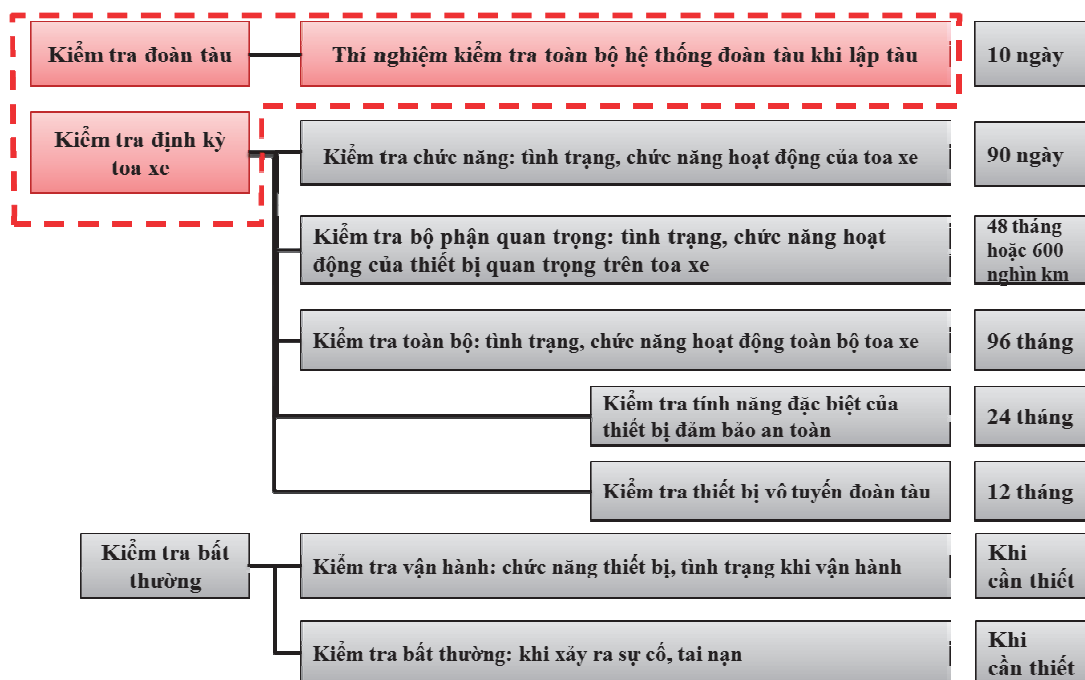 Kiểm tra đoàn tàu
Thí nghiệm kiểm tra toàn bộ hệ thống đoàn tàu khi lập tàu
10 ngày
Kiểm tra định kỳ
toa xe
Kiểm tra chức năng: tình trạng, chức năng hoạt động của toa xe
90 ngày
Kiểm tra bộ phận quan trọng: tình trạng, chức năng hoạt
động của thiết bị quan trọng trên toa xe
48 tháng
hoặc 600
nghìn km
Kiểm tra toàn bộ: tình trạng, chức năng hoạt động toàn bộ toa xe
96 tháng
Kiểm tra tính năng đặc biệt của
thiết bị đảm bảo an toàn
24 tháng
Kiểm tra thiết bị vô tuyến đoàn tàu
12 tháng
Kiểm tra bất
thường
Kiểm tra vận hành: chức năng thiết bị, tình trạng khi vận hành
Khi
cần thiết
Kiểm tra bất thường: khi xảy ra sự cố, tai nạn
Khi
cần thiết